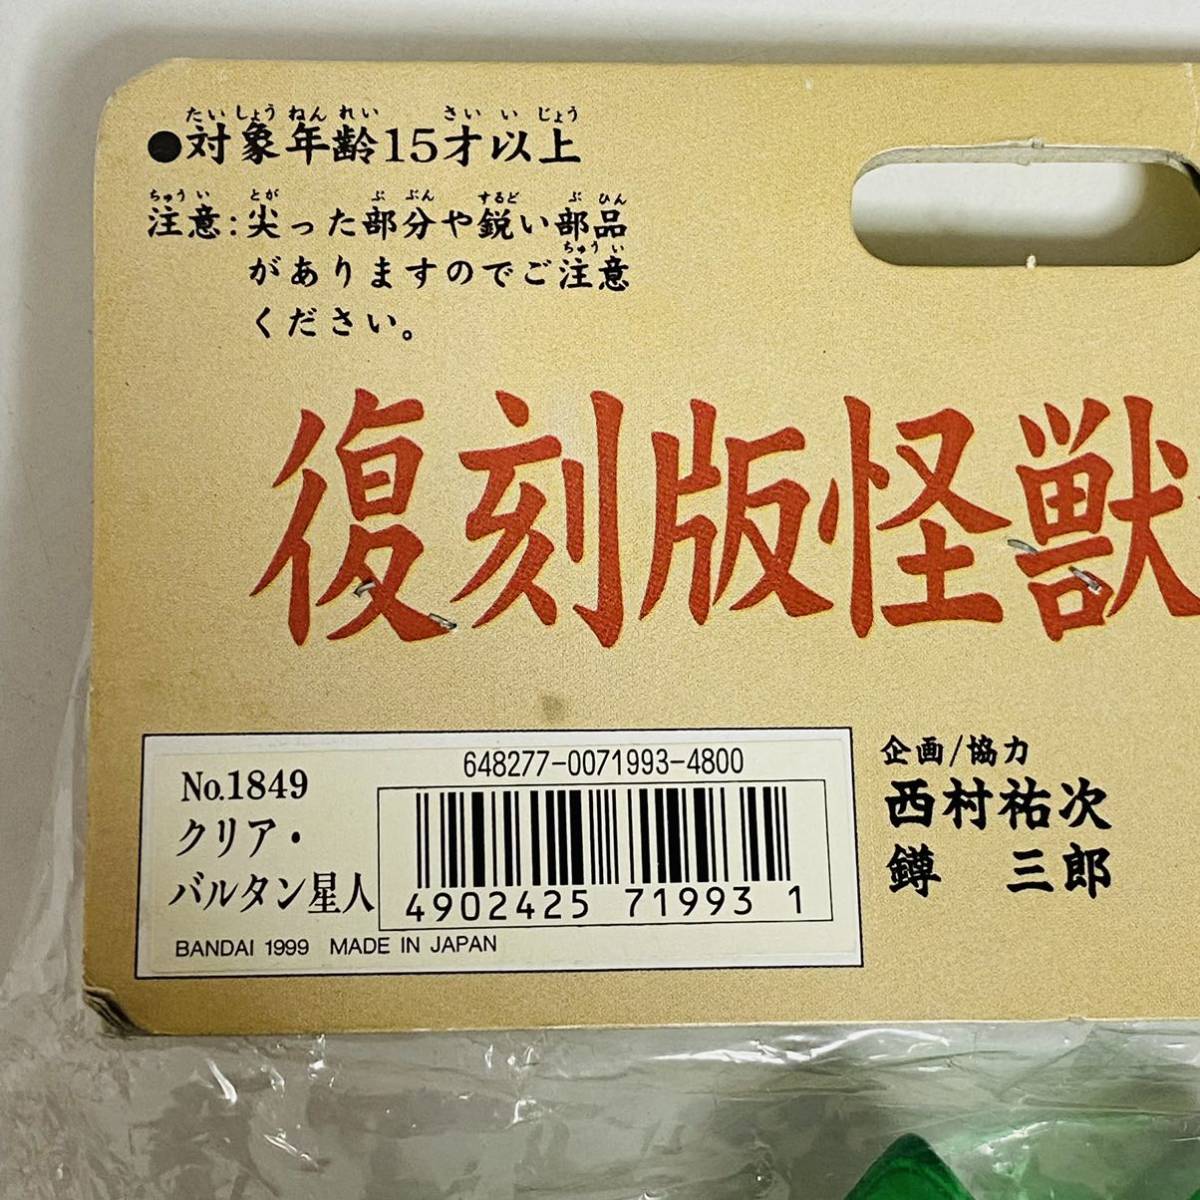 たいしょうねんれい さいいじょう
●対象年齢15才以上
ちゅうい とが ぶぶん するど ぶひん
注意:尖った部分や鋭い部品
ちゅうい
がありますのでご注意
ください。
復刻版怪獣
648277-0071993-4800
No.1849
クリア・
バルタン星人
4902425 71993 1
BANDAI 1999 MADE IN JAPAN
企画/協力
西村祐次
鐏 三郎